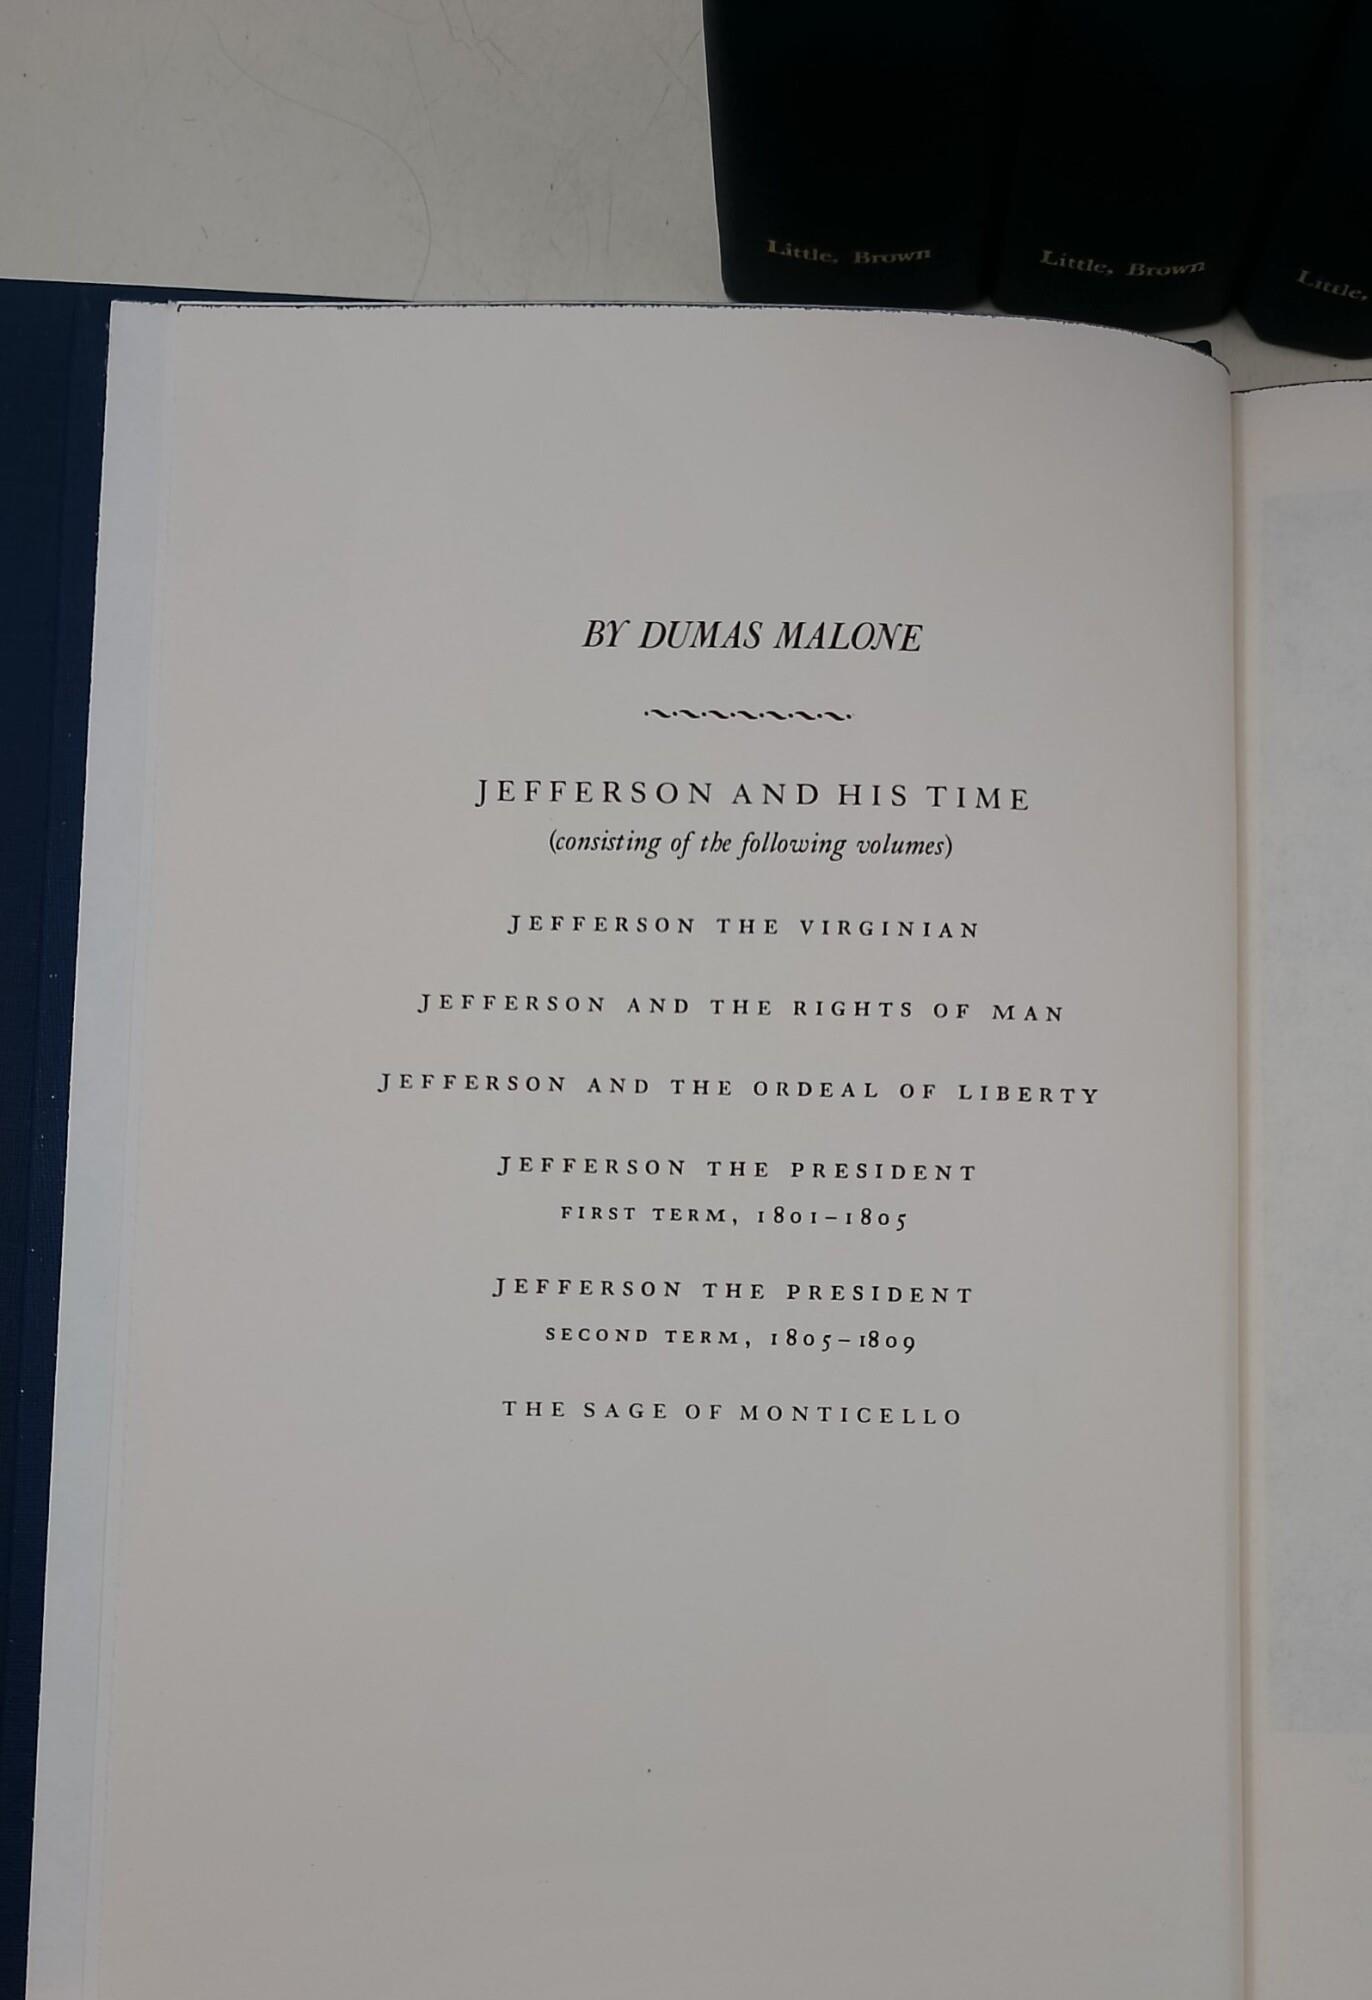 Little, Brown
Little, Brown
Little,
BY DUMAS MALONE
JEFFERSON AND HIS TIME
(consisting of the following volumes)
JEFFERSON THE VIRGINIAN
JEFFERSON AND THE RIGHTS OF MAN
JEFFERSON AND THE ORDEAL OF LIBERTY
JEFFERSON THE PRESIDENT
FIRST TERM, 1801–1805
JEFFERSON THE PRESIDENT
SECOND TERM, 1805–1809
THE SAGE OF MONTICELLO